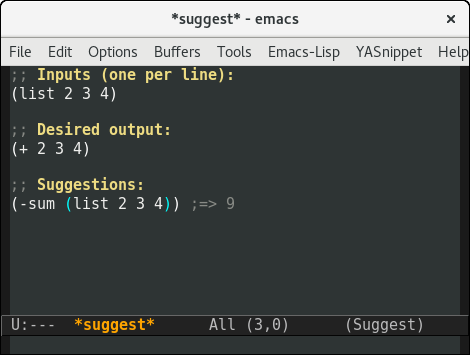 *suggest* - emacs ×
File Edit Options Buffers Tools Emacs-Lisp YASnippet Help
;; Inputs (one per line):
(list 2 3 4)
;; Desired output:
(+ 2 3 4)
;; Suggestions:
(-sum (list 2 3 4)) ;=> 9
U:--- *suggest* All (3,0) (Suggest)